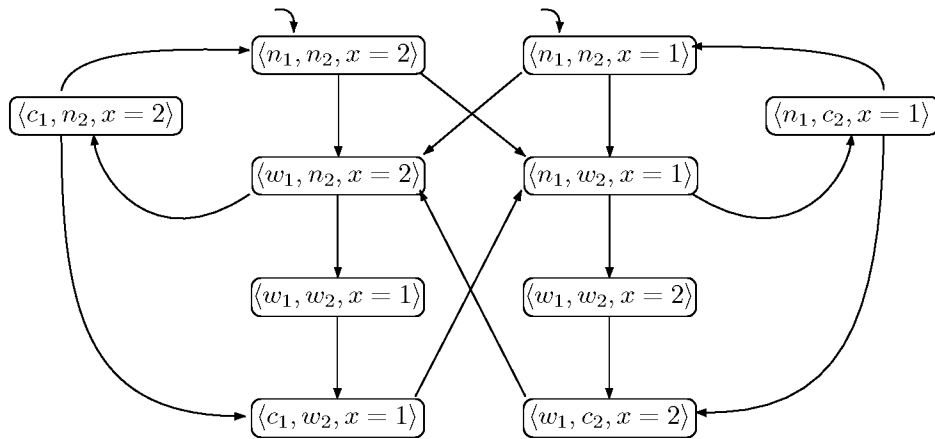 ⟨n₁, n₂, x = 2⟩ ⟨n₁, n₂, x = 1⟩
⟨c₁, n₂, x = 2⟩ ⟨n₁, c₂, x = 1⟩
⟨w₁, n₂, x = 2⟩ ⟨n₁, w₂, x = 1⟩
⟨w₁, w₂, x = 1⟩ ⟨w₁, w₂, x = 2⟩
⟨c₁, w₂, x = 1⟩ ⟨w₁, c₂, x = 2⟩